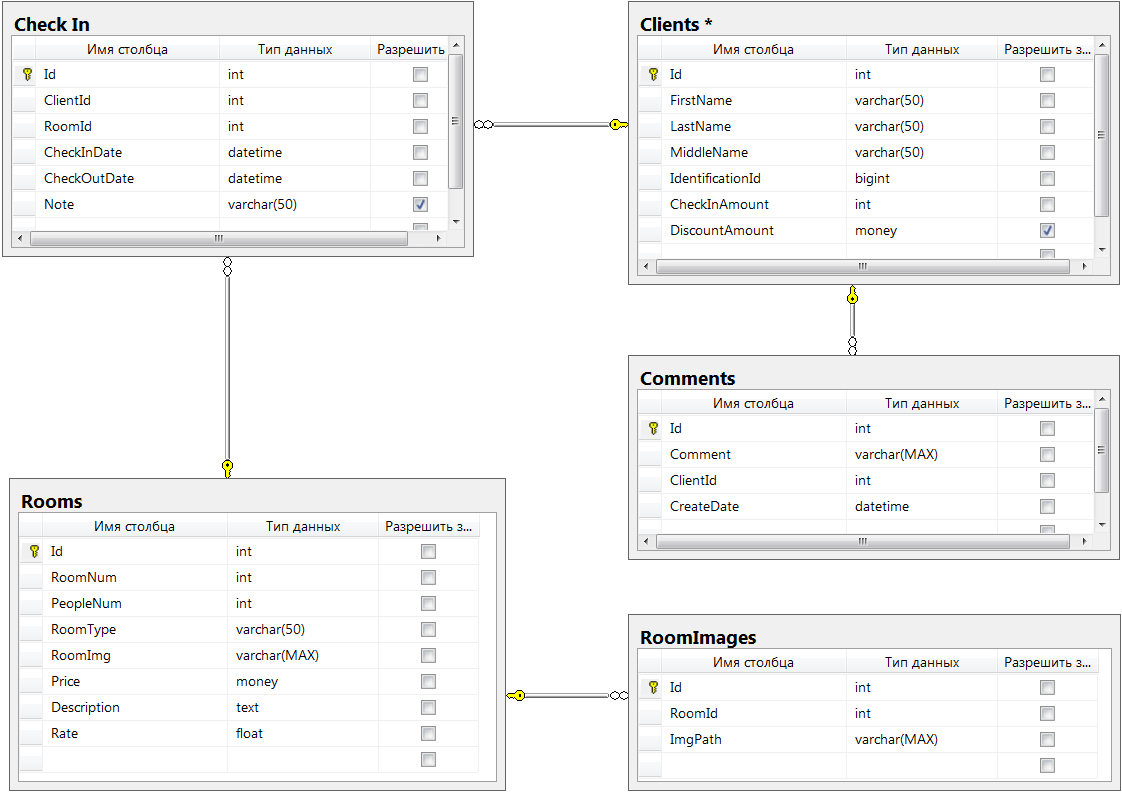 Check In
Имя столбца Тип данных Разрешить
Id int
ClientId int
RoomId int
CheckInDate datetime
CheckOutDate datetime
Note varchar(50)
Clients *
Имя столбца Тип данных Разрешить з...
Id int
FirstName varchar(50)
LastName varchar(50)
MiddleName varchar(50)
IdentificationId bigint
CheckInAmount int
DiscountAmount money
Comments
Имя столбца Тип данных Разрешить з...
Id int
Comment varchar(MAX)
ClientId int
CreateDate datetime
Rooms
Имя столбца Тип данных Разрешить з...
Id int
RoomNum int
PeopleNum int
RoomType varchar(50)
RoomImg varchar(MAX)
Price money
Description text
Rate float
RoomImages
Имя столбца Тип данных Разрешить з...
Id int
RoomId int
ImgPath varchar(MAX)